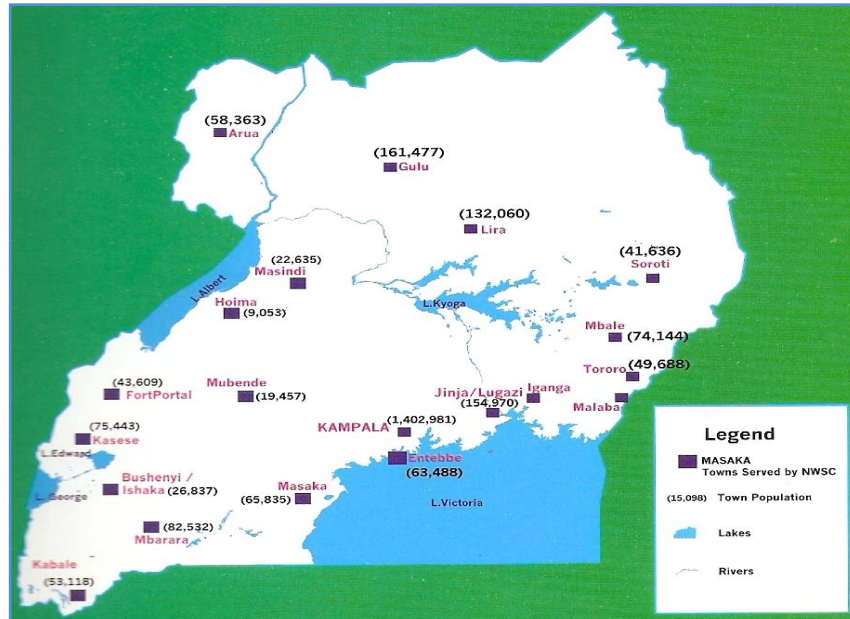 (58,363)
Arua
(161,477)
Gulu
(132,060)
Lira
(41,636)
Soroti
(22,635)
Masindi
L.Albert
Hoima
(9,053)
L.Kyoga
Mbale
(74,144)
(49,688)
Tororo
Malaba
Iganga
Jinja/Lugazi
(154,970)
(43,609)
FortPortal
Mubende
(19,457)
KAMPALA
(1,402,981)
(75,443)
Kasese
L.Edward
Entebbe
(63,488)
Bushenyi /
Ishaka (26,837)
L. George
Masaka
(65,835)
L.Victoria
(82,532)
Mbarara
Kabale
(53,118)
Legend
MASAKA
Towns Served by NWSC
(15,098) Town Population
Lakes
Rivers